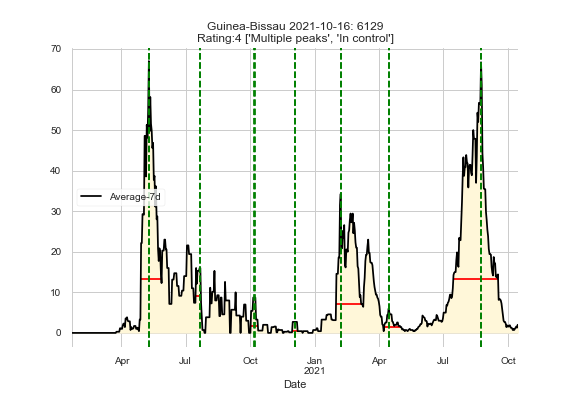 Guinea-Bissau 2021-10-16: 6129
Rating:4 ['Multiple peaks', 'In control']
70
60
50
40
30
20
10
0
Average-7d
Apr
Jul
Oct
Jan
2021
Apr
Jul
Oct
Date